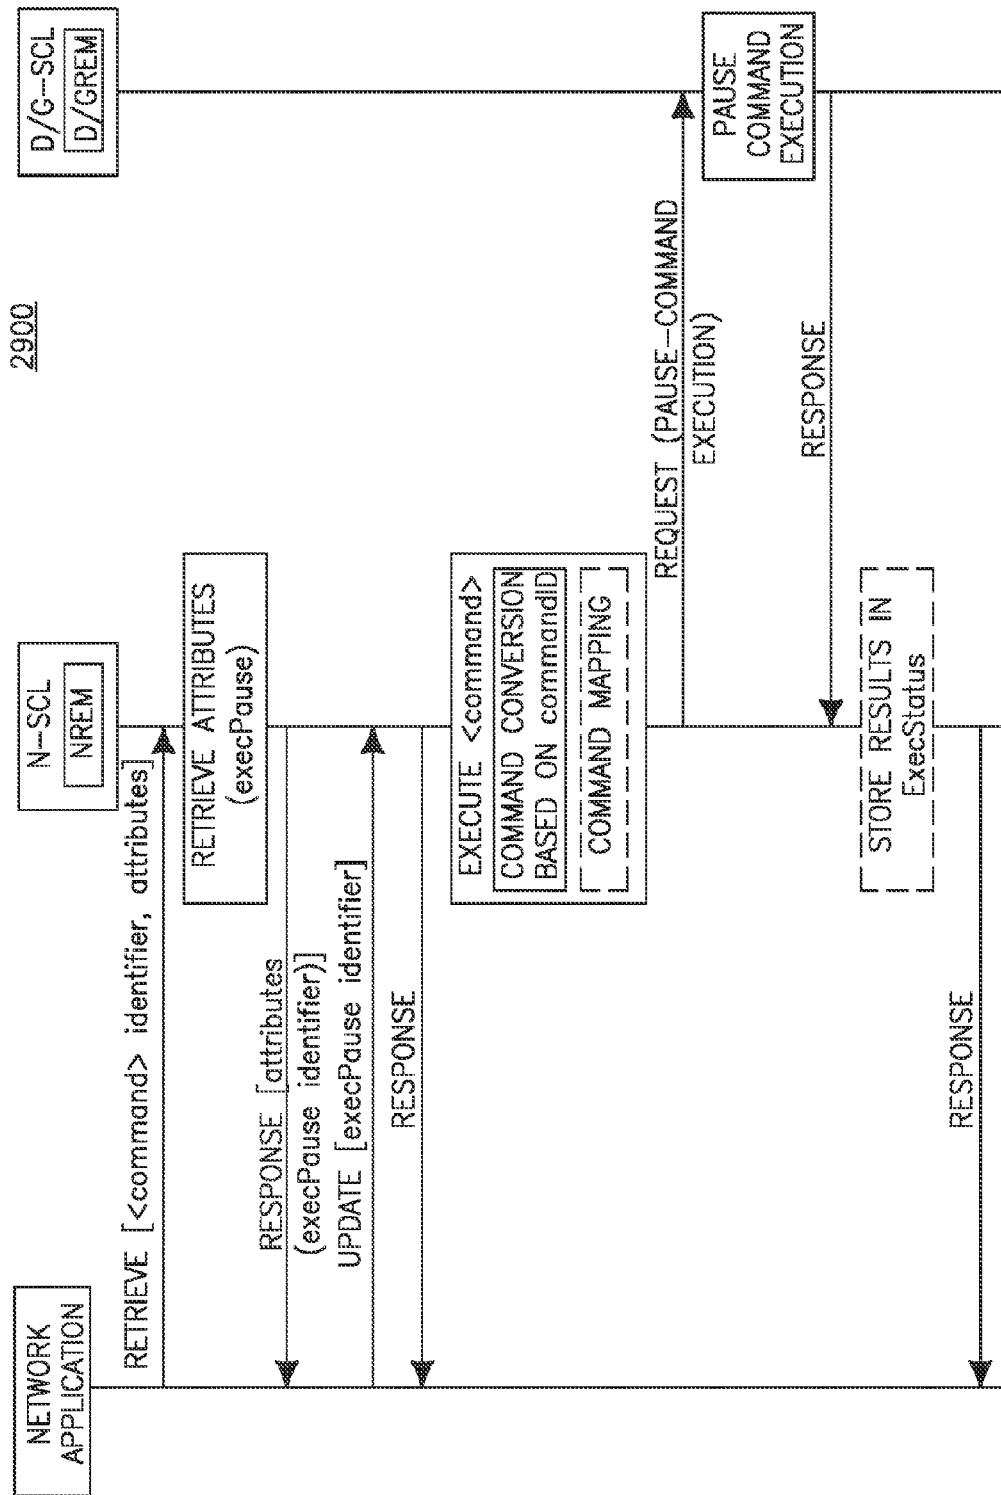 2900
NETWORK
APPLICATION
N-SCL
NREM
D/G-SCL
D/GREM
RETRIEVE [<command> identifier, attributes]
RETRIEVE ATTRIBUTES
(execPause)
RESPONSE [attributes
(execPause identifier)]
UPDATE [execPause identifier]
RESPONSE
EXECUTE <command>
COMMAND CONVERSION
BASED ON commandID
COMMAND MAPPING
REQUEST (PAUSE-COMMAND
EXECUTION)
PAUSE
COMMAND
EXECUTION
RESPONSE
STORE RESULTS IN
ExecStatus
RESPONSE